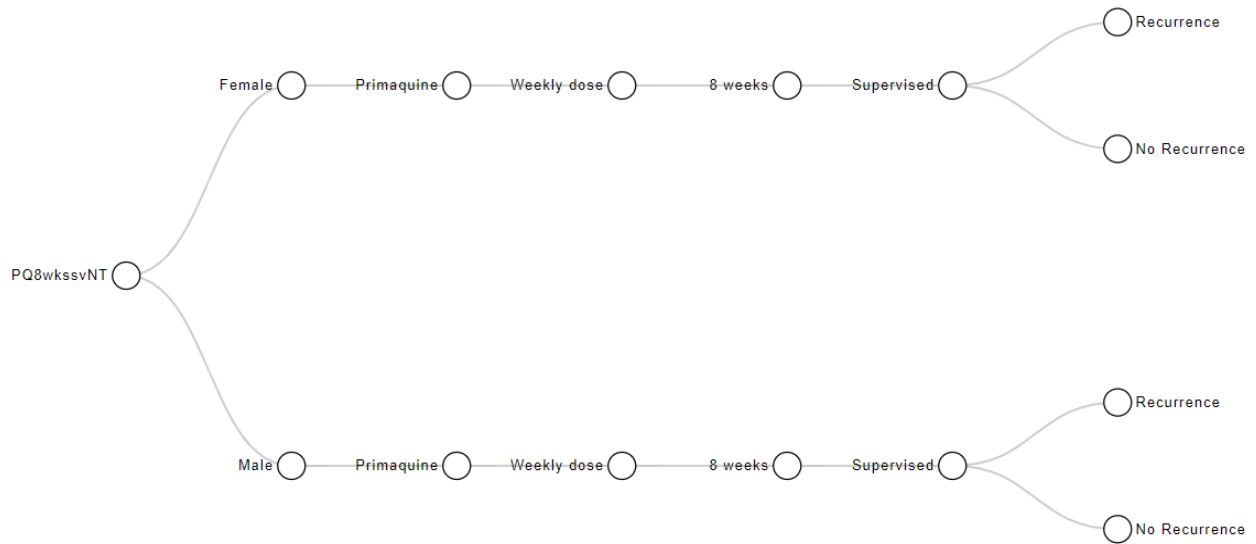 Recurrence
Female Primaquine Weekly dose 8 weeks Supervised
No Recurrence
PQ8wkssvNT
Recurrence
Male Primaquine Weekly dose 8 weeks Supervised
No Recurrence